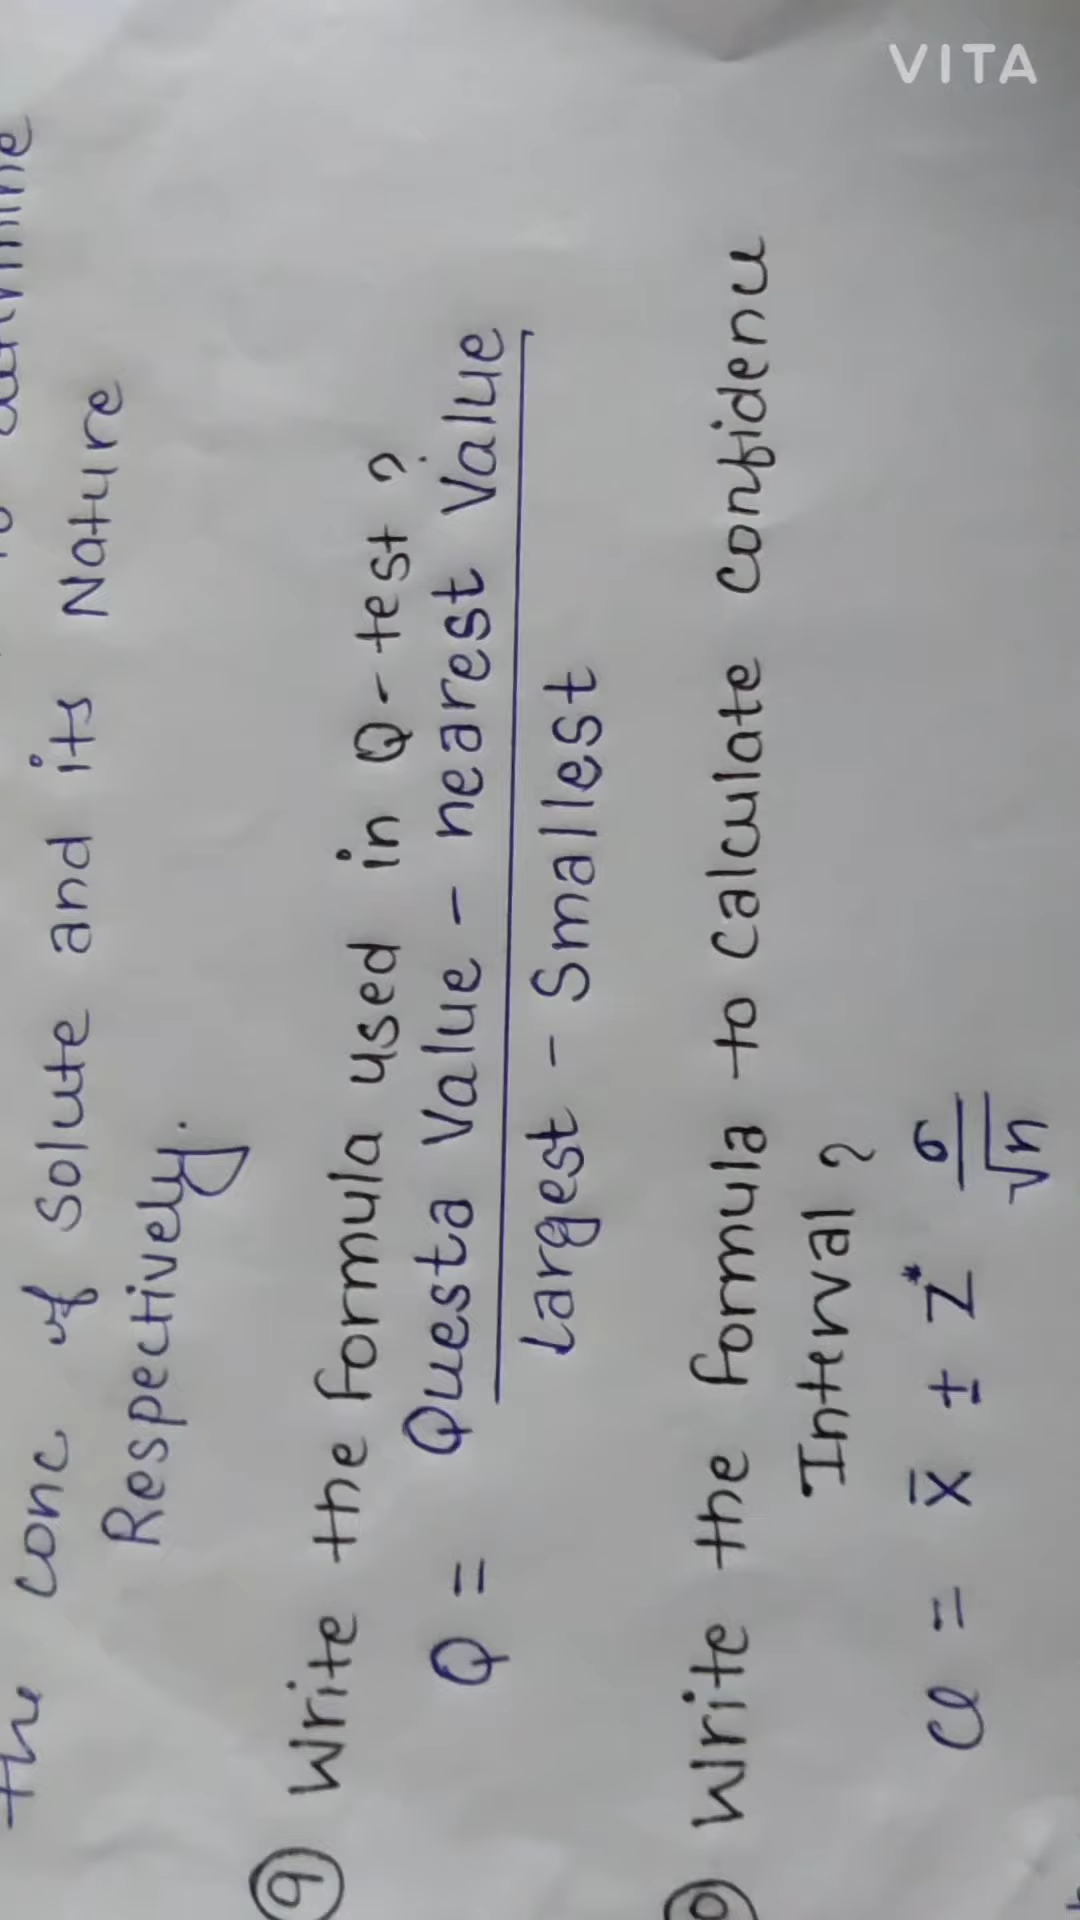 the conc of solute and its Nature
Respectively.
9 Write the formula used in Q-test ?
Q = Questa Value - nearest Value
Largest - Smallest
Write the formula to calculate confidenu
Interval ?
CI = x̄ ± Z* σ
√n
VITA